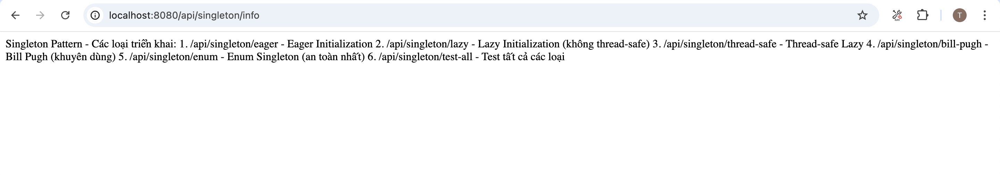 localhost:8080/api/singleton/info
IUH
T
Singleton Pattern - Các loại triển khai: 1. /api/singleton/eager - Eager Initialization 2. /api/singleton/lazy - Lazy Initialization (không thread-safe) 3. /api/singleton/thread-safe - Thread-safe Lazy 4. /api/singleton/bill-pugh -
Bill Pugh (khuyên dùng) 5. /api/singleton/enum - Enum Singleton (an toàn nhất) 6. /api/singleton/test-all - Test tất cả các loại